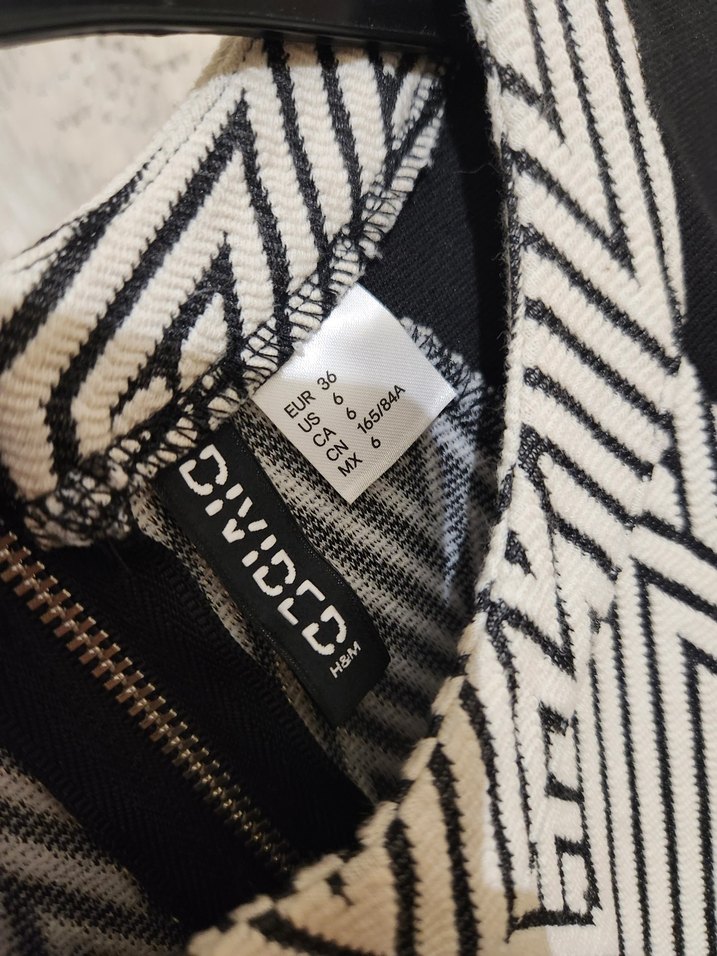 EUR 36
US 6
CA 6
CN 165/84A
MX 6
DIVIDED
H&M